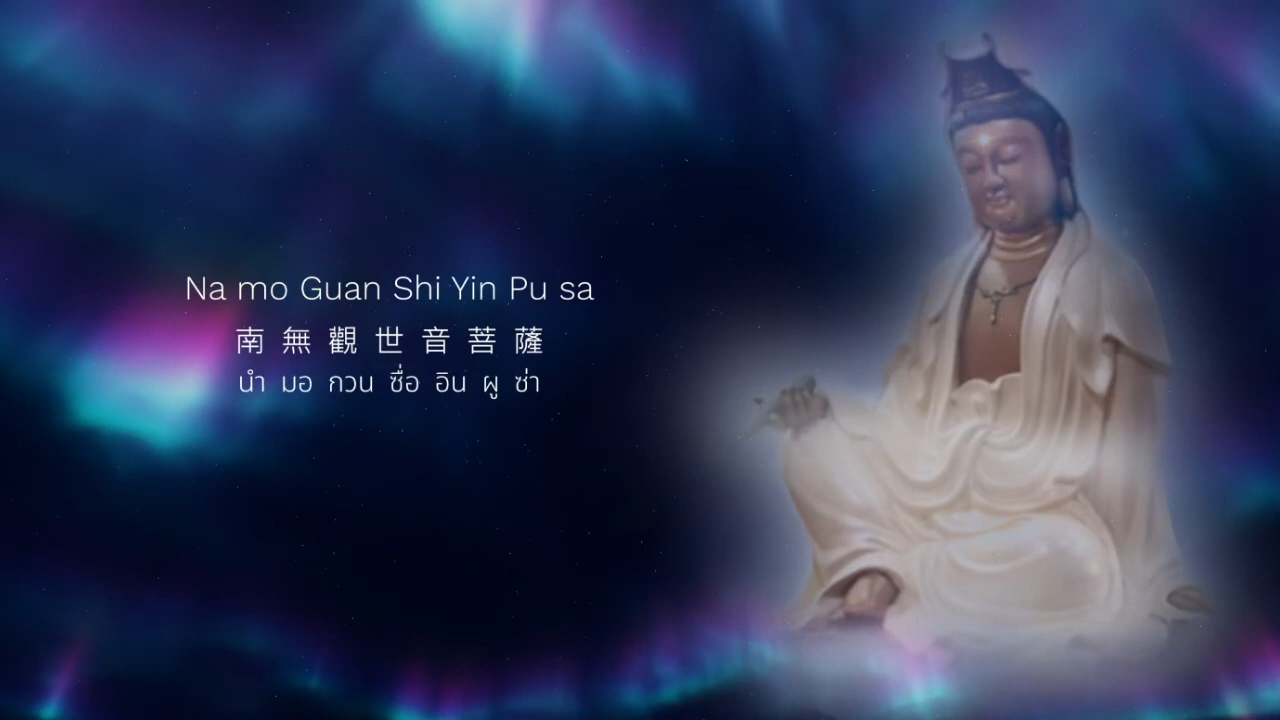 Na mo Guan Shi Yin Pu sa
南 無 觀 世 音 菩 薩
นำ มอ กวน ซื่อ อิน ผู ซ่า